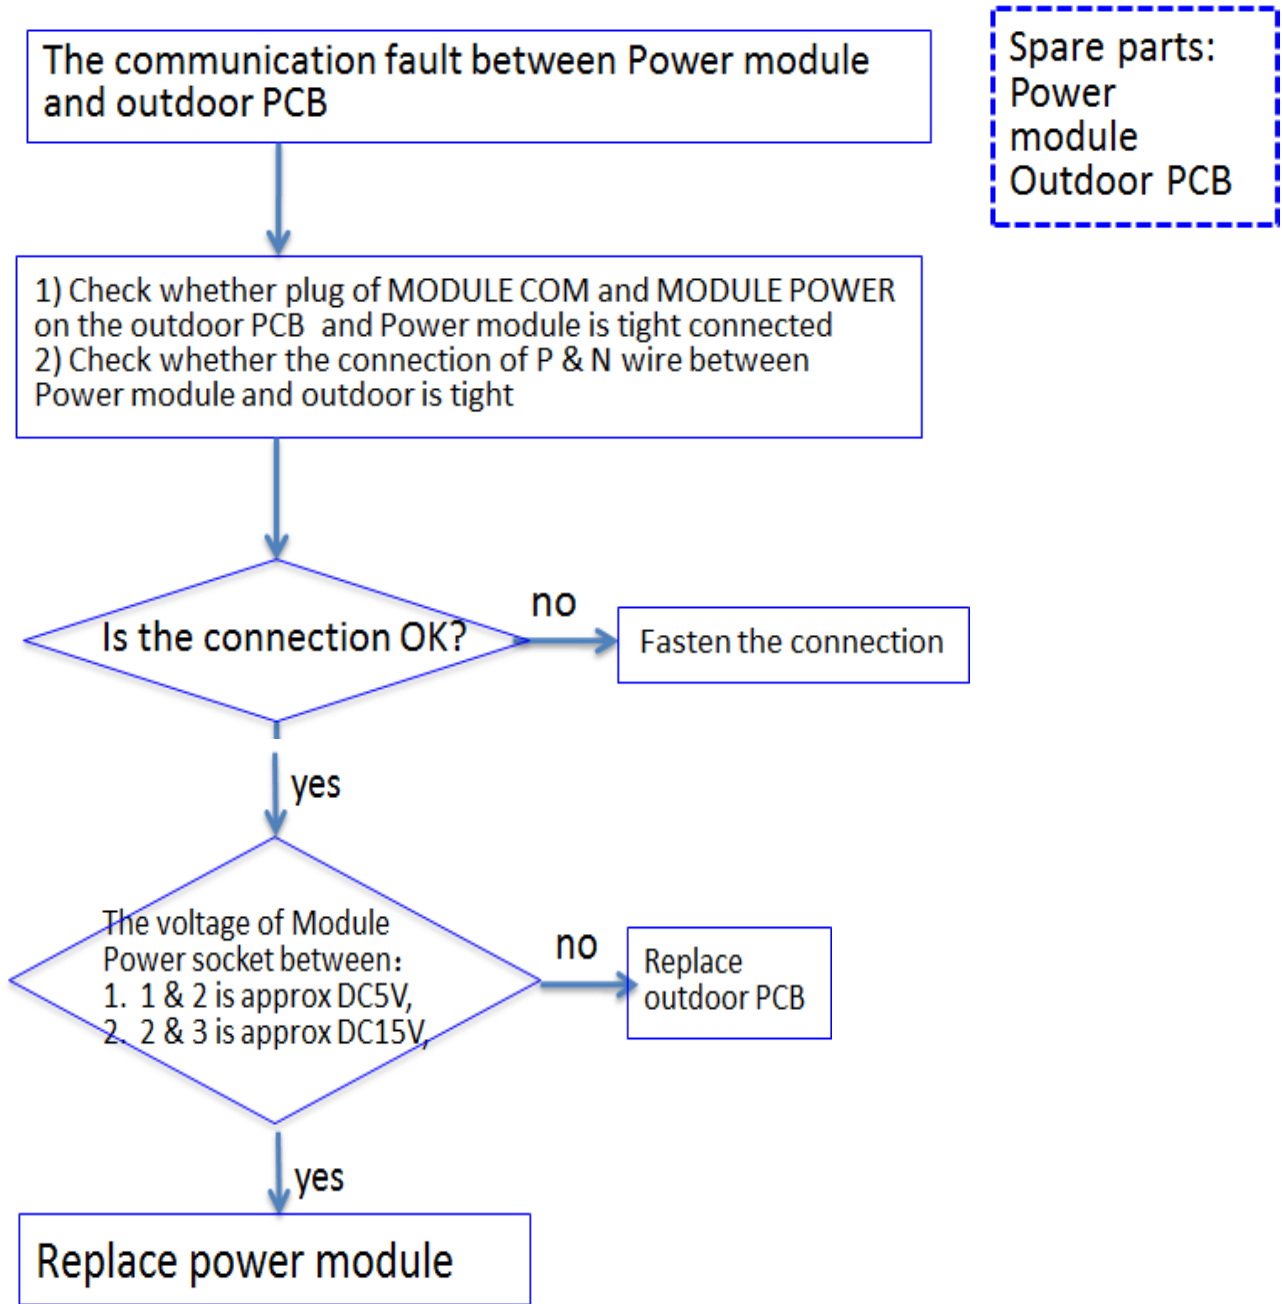 The communication fault between Power module
and outdoor PCB
Spare parts:
Power
module
Outdoor PCB
1) Check whether plug of MODULE COM and MODULE POWER
on the outdoor PCB and Power module is tight connected
2) Check whether the connection of P & N wire between
Power module and outdoor is tight
Is the connection OK?
no
Fasten the connection
yes
The voltage of Module
Power socket between：
1. 1 & 2 is approx DC5V,
2. 2 & 3 is approx DC15V,
no
Replace
outdoor PCB
yes
Replace power module